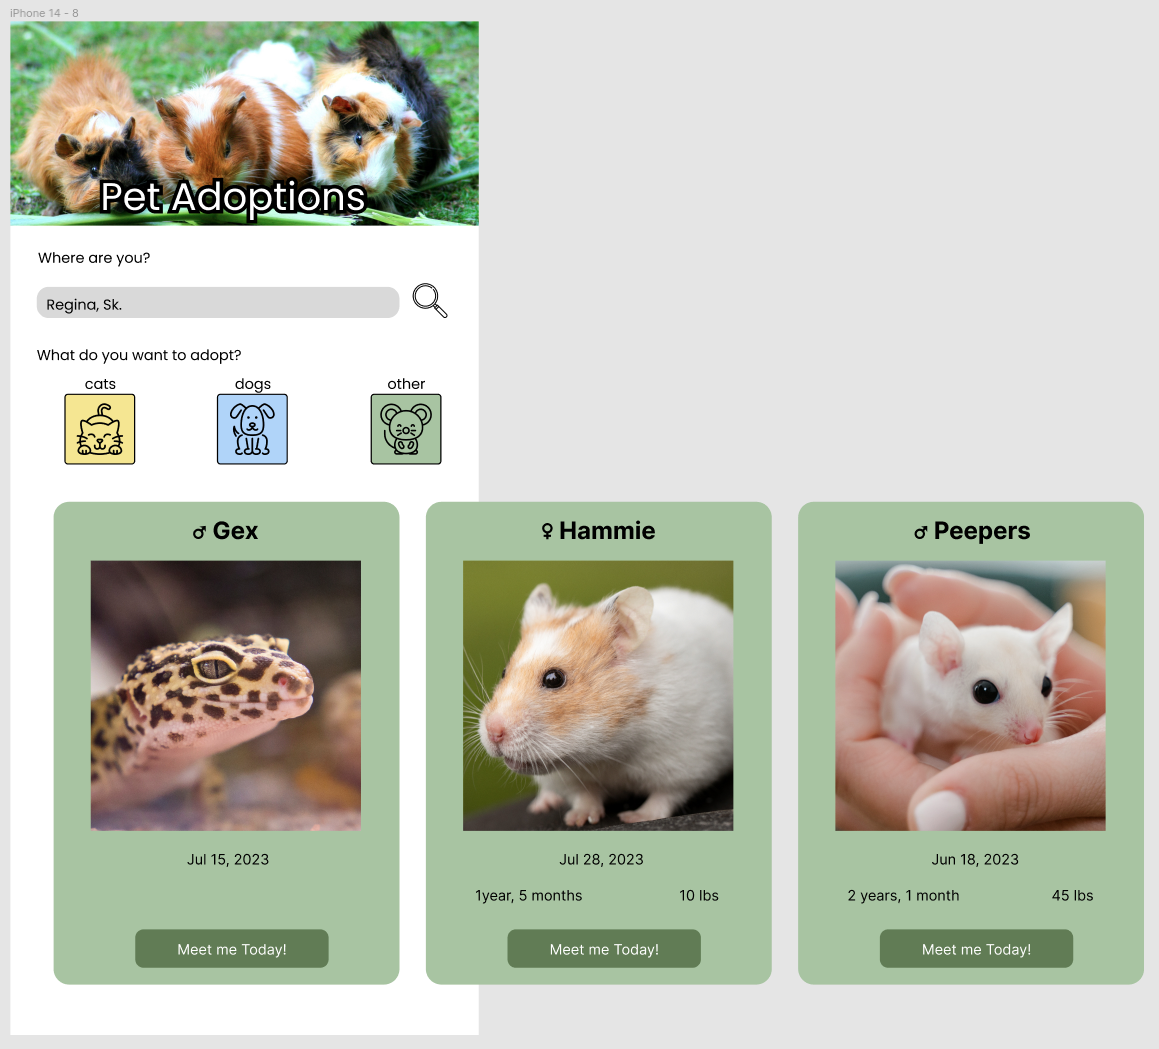 iPhone 14 - 8
Pet Adoptions
Where are you?
Regina, Sk.
What do you want to adopt?
cats dogs other
♂ Gex
Jul 15, 2023
Meet me Today!
♀ Hammie
Jul 28, 2023
1year, 5 months 10 lbs
Meet me Today!
♂ Peepers
Jun 18, 2023
2 years, 1 month 45 lbs
Meet me Today!